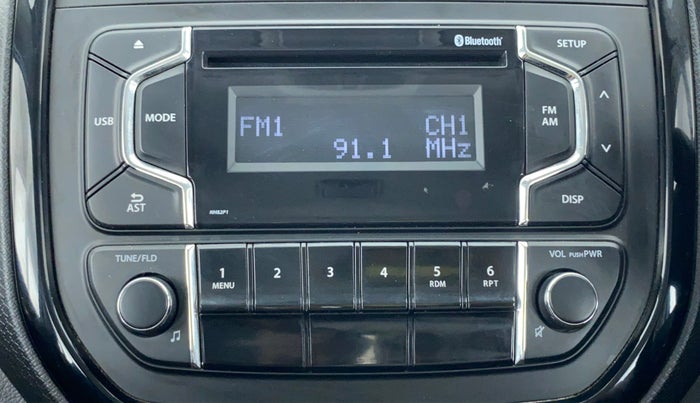 Bluetooth
SETUP
USB
MODE
FM1 CH1
91.1 MHz
FM
AM
AST
DISP
TUNE/FLD
VOL PUSH PWR
1
MENU
2
3
4
5
RDM
6
RPT